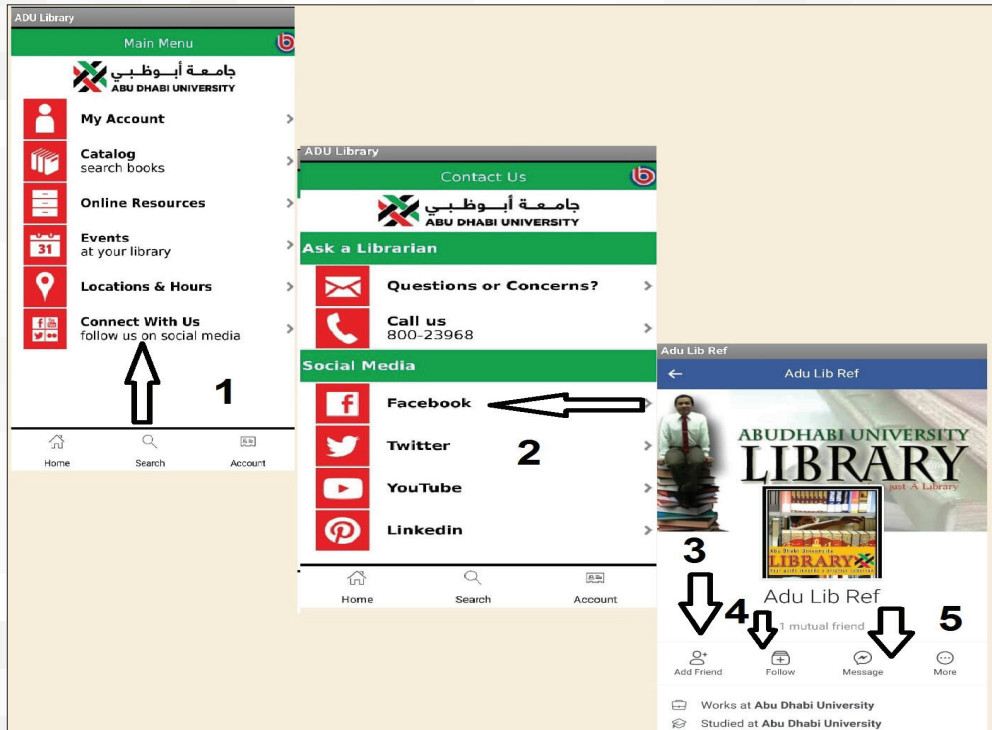 ADU Library
Main Menu
جامعة أبوظبي
ABU DHABI UNIVERSITY
My Account
Catalog
search books
Online Resources
31
Events
at your library
Locations & Hours
Connect With Us
follow us on social media
1
Home Search Account
ADU Library
Contact Us
جامعة أبوظبي
ABU DHABI UNIVERSITY
Ask a Librarian
Questions or Concerns?
Call us
800-23968
Social Media
Facebook
Twitter
2
YouTube
Linkedin
Home Search Account
Adu Lib Ref
Adu Lib Ref
ABUDHABI UNIVERSITY
LIBRARY
just A Library
Abu Dhabi University
LIBRARY
3
Adu Lib Ref
4
1 mutual friend
5
Add Friend Follow Message More
Works at Abu Dhabi University
Studied at Abu Dhabi University